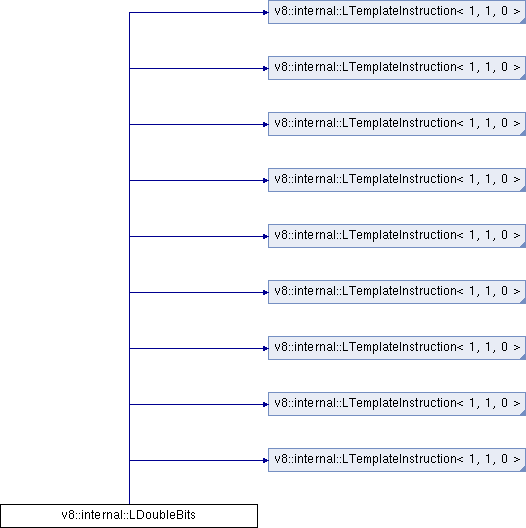 v8::internal::LTemplateInstruction< 1, 1, 0 >
v8::internal::LTemplateInstruction< 1, 1, 0 >
v8::internal::LTemplateInstruction< 1, 1, 0 >
v8::internal::LTemplateInstruction< 1, 1, 0 >
v8::internal::LTemplateInstruction< 1, 1, 0 >
v8::internal::LTemplateInstruction< 1, 1, 0 >
v8::internal::LTemplateInstruction< 1, 1, 0 >
v8::internal::LTemplateInstruction< 1, 1, 0 >
v8::internal::LTemplateInstruction< 1, 1, 0 >
v8::internal::LDoubleBits